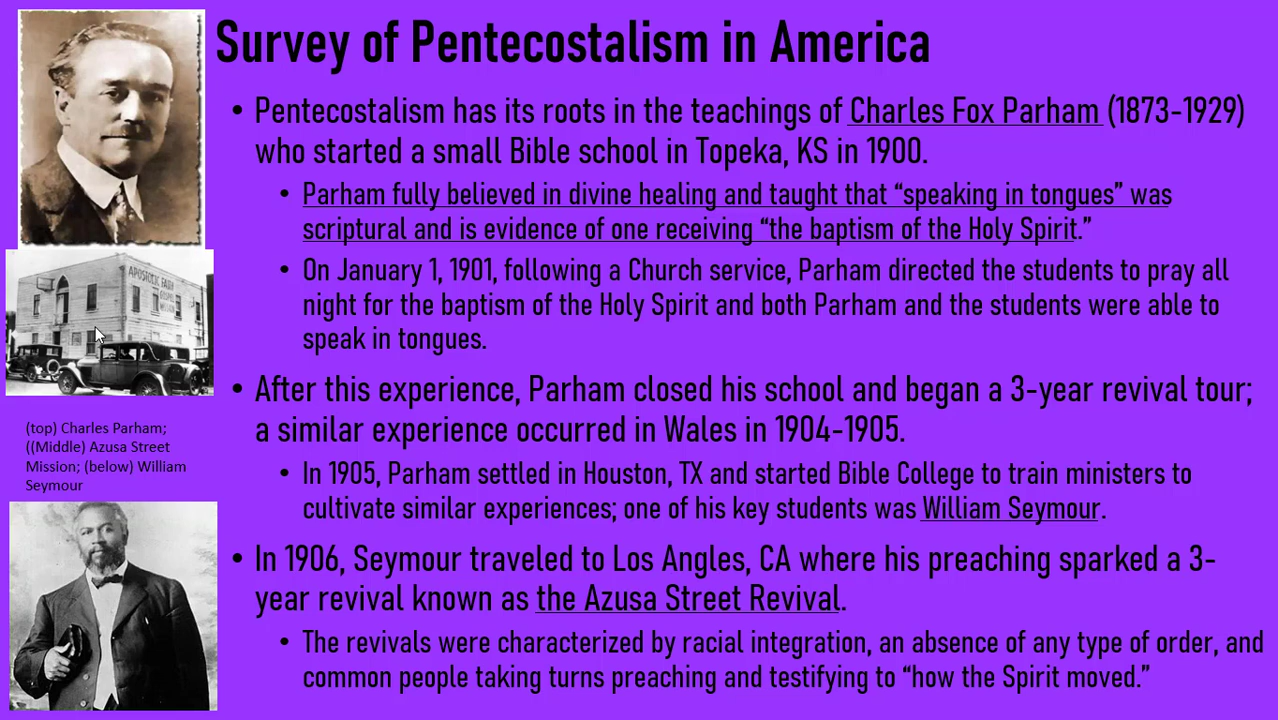 Survey of Pentecostalism in America
• Pentecostalism has its roots in the teachings of Charles Fox Parham (1873-1929)
who started a small Bible school in Topeka, KS in 1900.
• Parham fully believed in divine healing and taught that “speaking in tongues” was
scriptural and is evidence of one receiving “the baptism of the Holy Spirit.”
• On January 1, 1901, following a Church service, Parham directed the students to pray all
night for the baptism of the Holy Spirit and both Parham and the students were able to
speak in tongues.
• After this experience, Parham closed his school and began a 3-year revival tour;
a similar experience occurred in Wales in 1904-1905.
• In 1905, Parham settled in Houston, TX and started Bible College to train ministers to
cultivate similar experiences; one of his key students was William Seymour.
• In 1906, Seymour traveled to Los Angles, CA where his preaching sparked a 3-
year revival known as the Azusa Street Revival.
• The revivals were characterized by racial integration, an absence of any type of order, and
common people taking turns preaching and testifying to “how the Spirit moved.”
APOSTOLIC FAITH
GOSPEL
(top) Charles Parham;
((Middle) Azusa Street
Mission; (below) William
Seymour